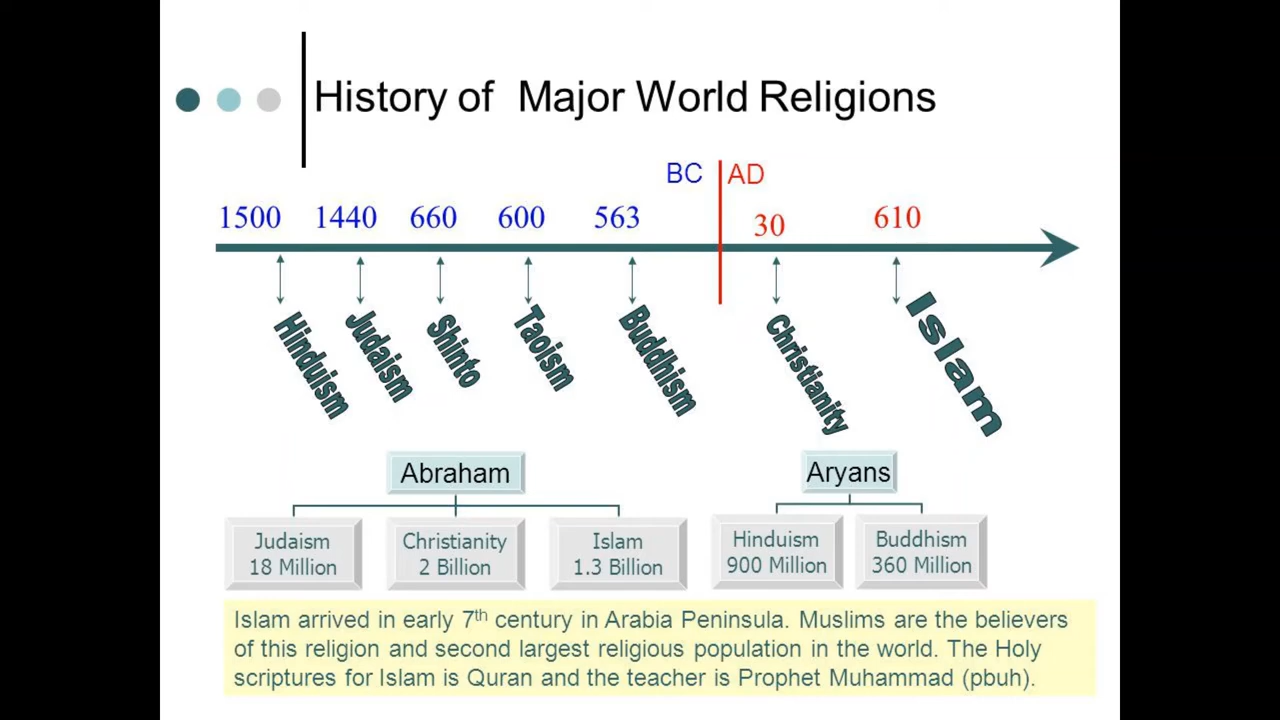 History of Major World Religions
BC AD
1500 1440 660 600 563 30 610
Hinduism Judaism Shinto Taoism Buddhism Christianity Islam
Abraham Aryans
Judaism Christianity Islam Hinduism Buddhism
18 Million 2 Billion 1.3 Billion 900 Million 360 Million
Islam arrived in early 7th century in Arabia Peninsula. Muslims are the believers
of this religion and second largest religious population in the world. The Holy
scriptures for Islam is Quran and the teacher is Prophet Muhammad (pbuh).